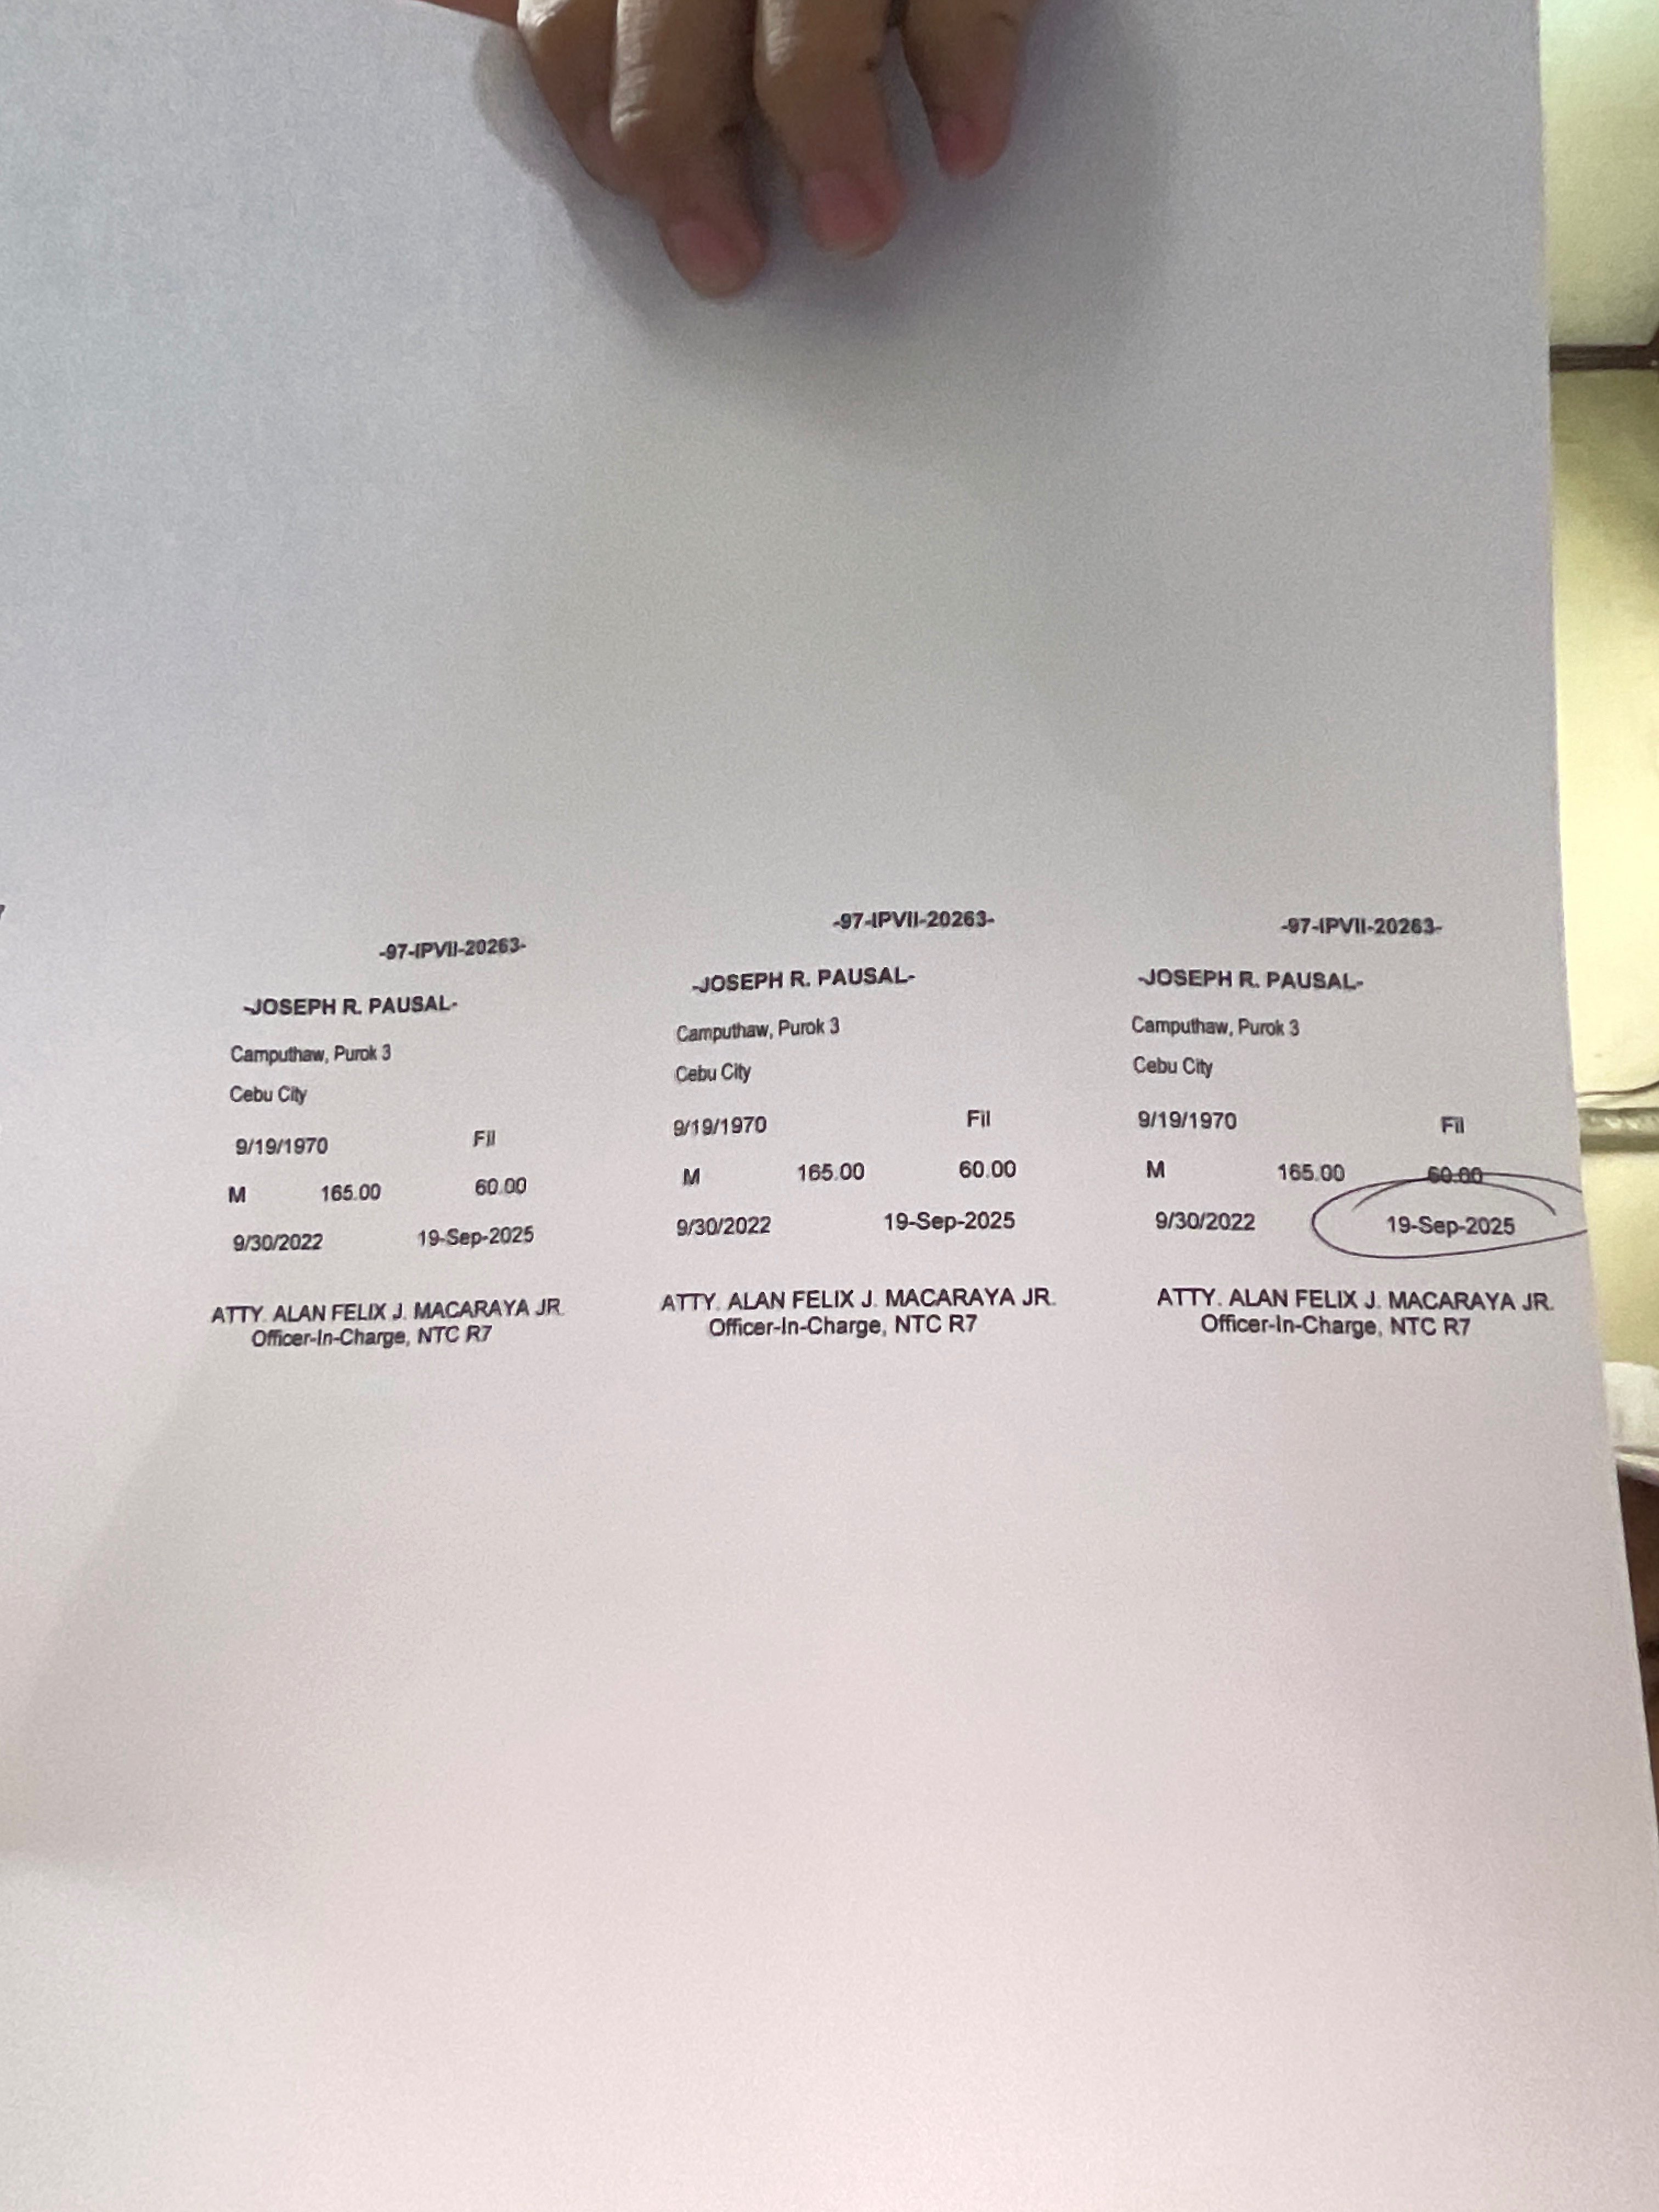 -97-IPVII-20263-
-JOSEPH R. PAUSAL-
Camputhaw, Purok 3
Cebu City
9/19/1970 Fil
M 165.00 60.00
9/30/2022 19-Sep-2025
ATTY. ALAN FELIX J. MACARAYA JR.
Officer-In-Charge, NTC R7
-97-IPVII-20263-
-JOSEPH R. PAUSAL-
Camputhaw, Purok 3
Cebu City
9/19/1970 Fil
M 165.00 60.00
9/30/2022 19-Sep-2025
ATTY. ALAN FELIX J. MACARAYA JR.
Officer-In-Charge, NTC R7
-97-IPVII-20263-
-JOSEPH R. PAUSAL-
Camputhaw, Purok 3
Cebu City
9/19/1970 Fil
M 165.00 60.00
9/30/2022 19-Sep-2025
ATTY. ALAN FELIX J. MACARAYA JR.
Officer-In-Charge, NTC R7